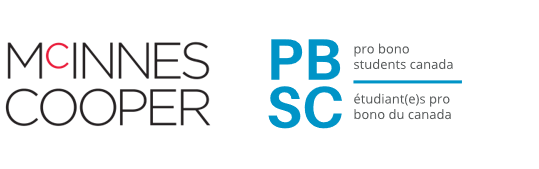 McINNES
COOPER
PB
SC
pro bono
students canada
étudiant(e)s pro
bono du canada